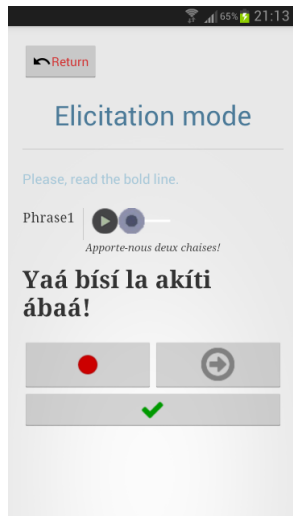 65% 21:13
Return
Elicitation mode
Please, read the bold line.
Phrase1
Apporte-nous deux chaises!
Yaá bísí la akíti
ábaá!